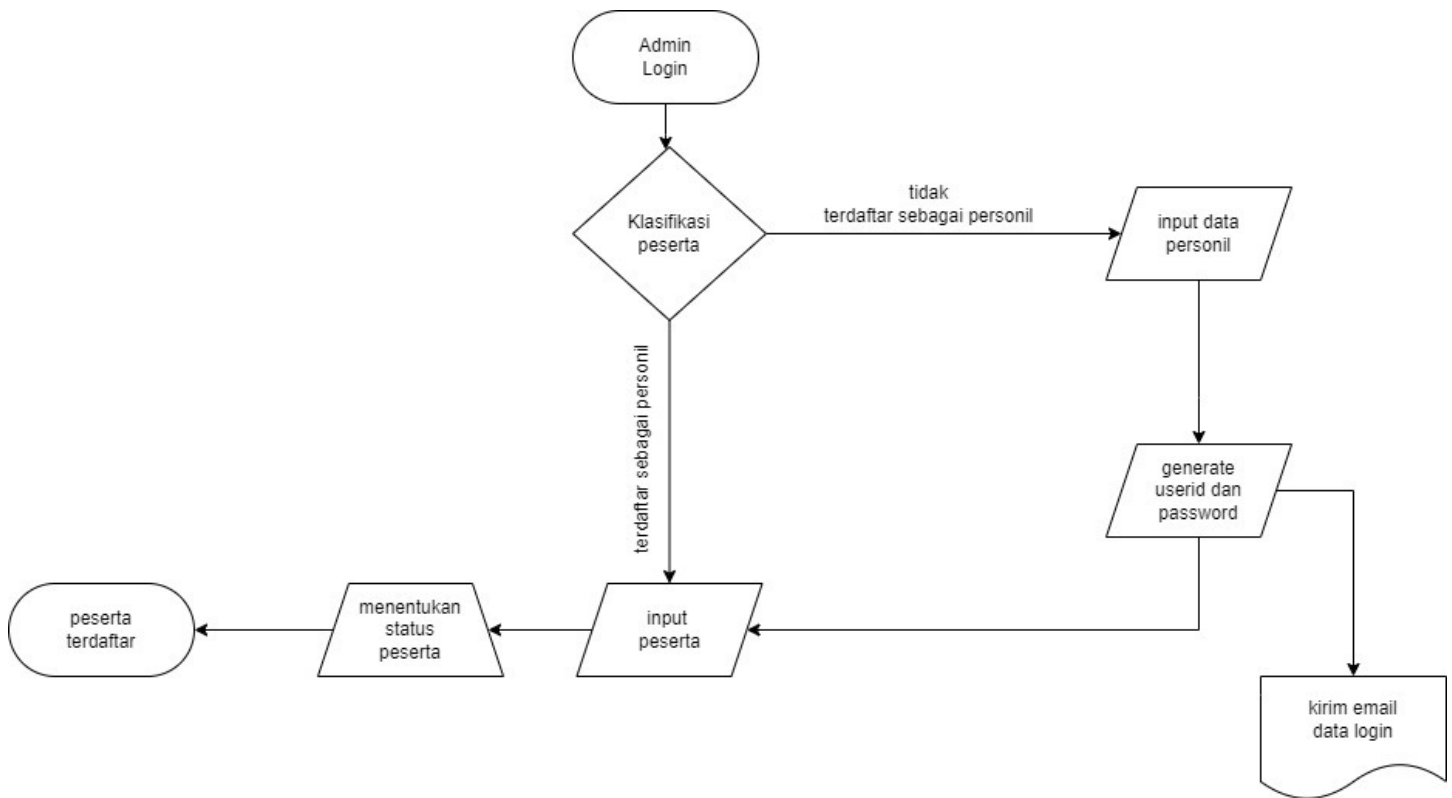 Admin
Login
Klasifikasi
peserta
tidak
terdaftar sebagai personil
input data
personil
terdaftar sebagai personil
generate
userid dan
password
peserta
terdaftar
menentukan
status
peserta
input
peserta
kirim email
data login